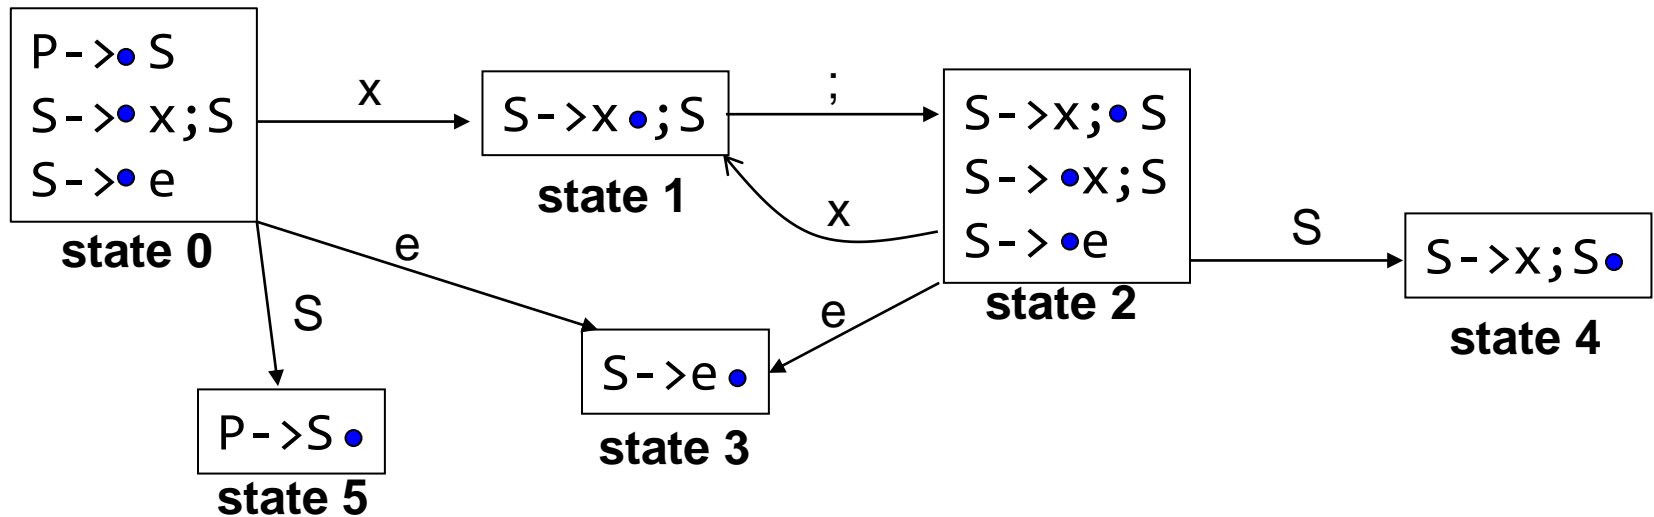 P->• S
S->• x;S
S->• e
state 0
x
S->x•;S
state 1
;
S->x;• S
S-> •x;S
S-> •e
state 2
x
e
S
e
S
S->x;S•
state 4
S->e•
state 3
P->S•
state 5